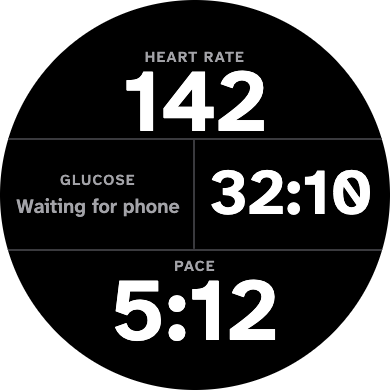 HEART RATE
142
GLUCOSE
Waiting for phone
32:10
PACE
5:12